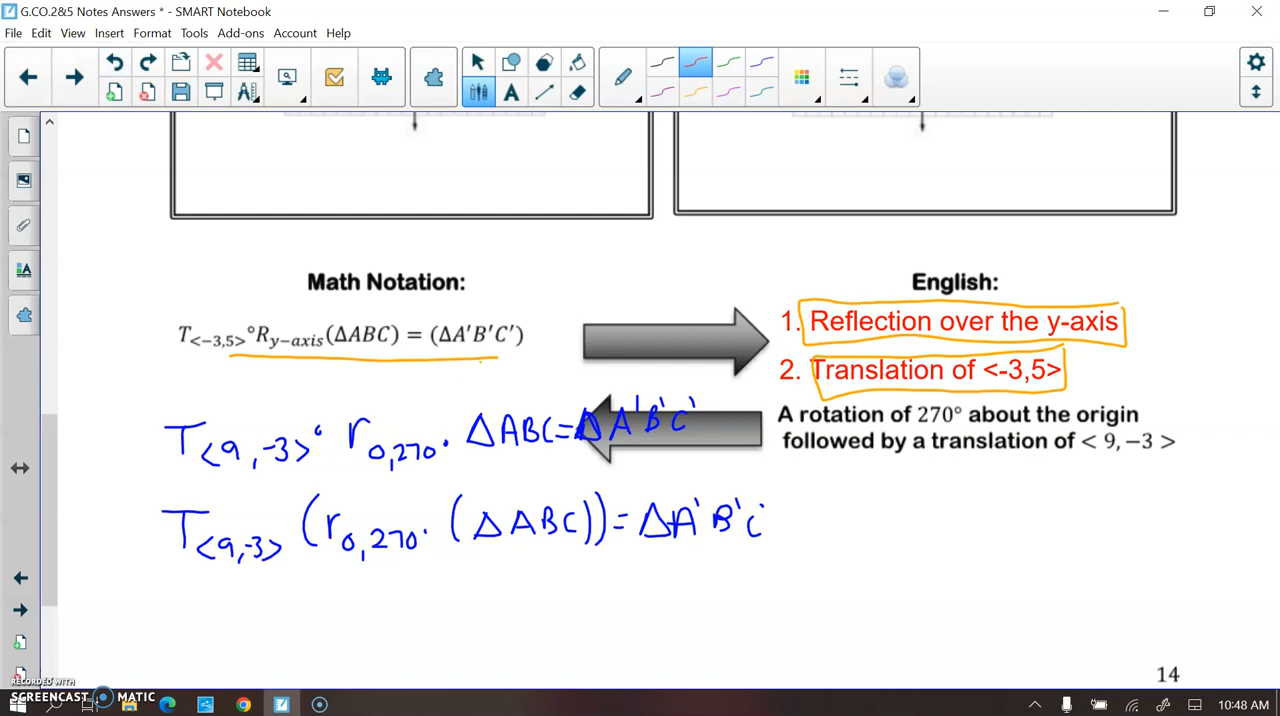 G.CO.2&5 Notes Answers * - SMART Notebook
File Edit View Insert Format Tools Add-ons Account Help
Math Notation:
English:
T<-3,5>°Ry−axis(ΔABC) = (ΔA′B′C′)
1. Reflection over the y-axis
2. Translation of <-3,5>
T<9,-3>° r0,270° ΔABC=ΔA'B'C'
A rotation of 270° about the origin
followed by a translation of < 9, −3 >
T<9,-3> (r0,270° (ΔABC))=ΔA'B'C'
14
SCREENCAST MATIC
10:48 AM